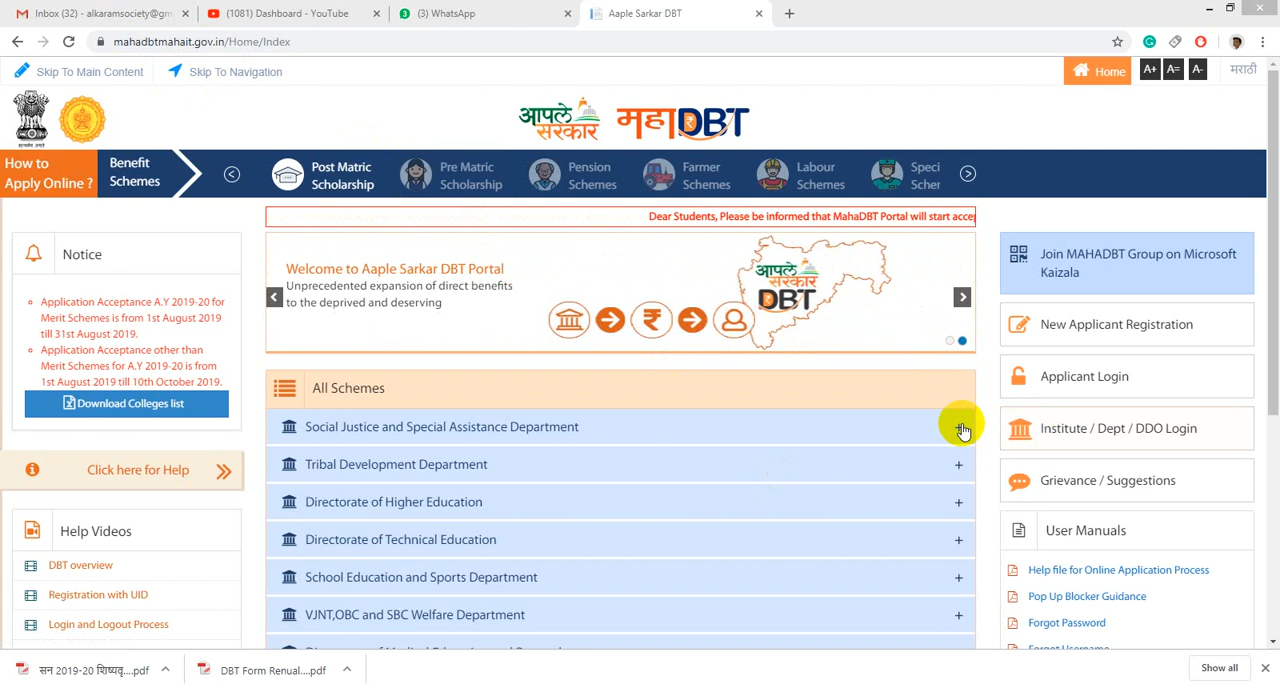 Inbox (32) - alkaramsociety@gm
(1081) Dashboard - YouTube
(3) WhatsApp
Aaple Sarkar DBT
mahadbtmahait.gov.in/Home/Index
Skip To Main Content
Skip To Navigation
Home
A+
A=
A-
मराठी
आपले सरकार
महाDBT
How to Apply Online ?
Benefit Schemes
Post Matric Scholarship
Pre Matric Scholarship
Pension Schemes
Farmer Schemes
Labour Schemes
Speci Scher
Dear Students, Please be informed that MahaDBT Portal will start accep
Notice
Application Acceptance A.Y 2019-20 for
Merit Schemes is from 1st August 2019
till 31st August 2019.
Application Acceptance other than
Merit Schemes for A.Y 2019-20 is from
1st August 2019 till 10th October 2019.
Download Colleges list
Click here for Help
Help Videos
DBT overview
Registration with UID
Login and Logout Process
Welcome to Aaple Sarkar DBT Portal
Unprecedented expansion of direct benefits
to the deprived and deserving
आपले सरकार
DBT
All Schemes
Social Justice and Special Assistance Department
Tribal Development Department
Directorate of Higher Education
Directorate of Technical Education
School Education and Sports Department
VJNT,OBC and SBC Welfare Department
Join MAHADBT Group on Microsoft
Kaizala
New Applicant Registration
Applicant Login
Institute / Dept / DDO Login
Grievance / Suggestions
User Manuals
Help file for Online Application Process
Pop Up Blocker Guidance
Forgot Password
Forgot Username
सन 2019-20 शिष्यवृ....pdf
DBT Form Renual....pdf
Show all